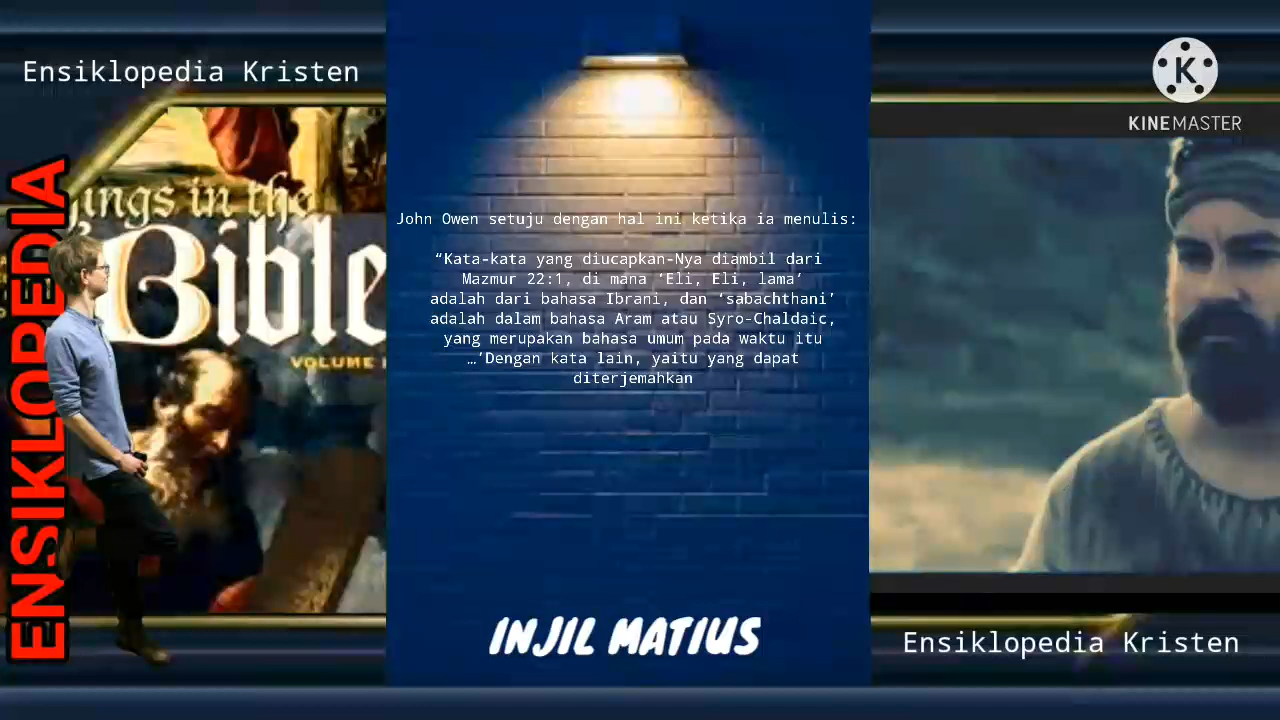 Ensiklopedia Kristen
KINEMASTER
ENSIKLOPEDIA
ings in the
Bible
VOLUME
John Owen setuju dengan hal ini ketika ia menulis:
“Kata-kata yang diucapkan-Nya diambil dari
Mazmur 22:1, di mana ‘Eli, Eli, lama’
adalah dari bahasa Ibrani, dan ‘sabachthani’
adalah dalam bahasa Aram atau Syro-Chaldaic,
yang merupakan bahasa umum pada waktu itu
…’Dengan kata lain, yaitu yang dapat
diterjemahkan
INJIL MATIUS
Ensiklopedia Kristen